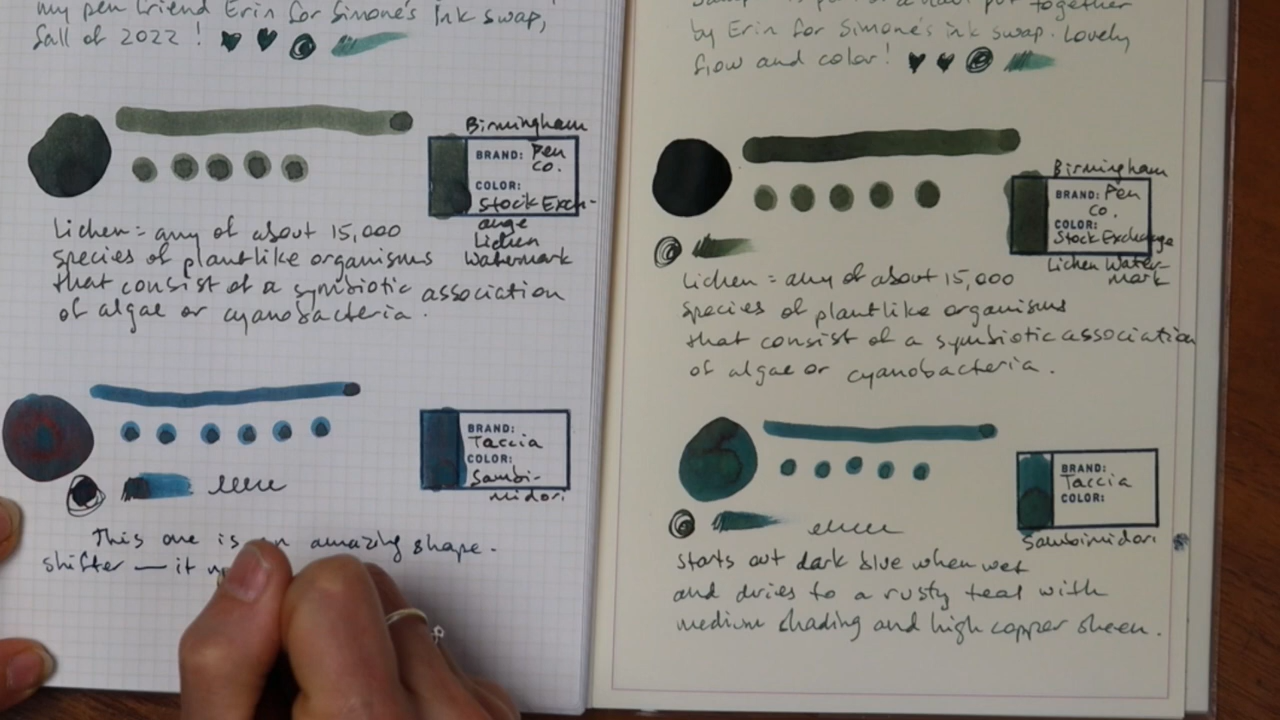 my pen friend Erin for Simone's ink swap,
fall of 2022!
Birmingham
BRAND: Pen
Co.
COLOR:
Stock Exch-
ange
Lichen
Watermark
Lichen = any of about 15,000
species of plantlike organisms
that consist of a symbiotic association
of algae or cyanobacteria.
BRAND:
Taccia
COLOR:
Sambi-
midori
This one is an amazing shape-
shifter — it
put together
by Erin for Simone's ink swap. Lovely
flow and color!
Birmingham
BRAND: Pen
Co.
COLOR:
Stock Exchange
Lichen Water-
mark
Lichen = any of about 15,000
species of plantlike organisms
that consist of a symbiotic association
of algae or cyanobacteria.
BRAND:
Taccia
COLOR:
Sambimidori
starts out dark blue when wet
and dries to a rusty teal with
medium shading and high copper sheen.